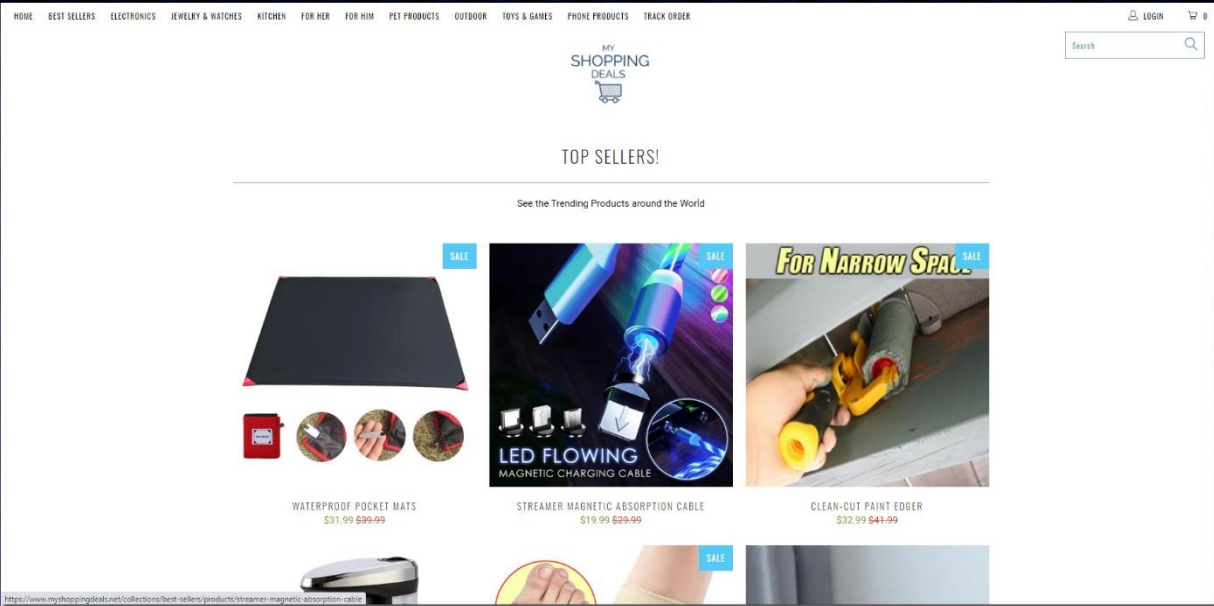 HOME BEST SELLERS ELECTRONICS JEWELRY & WATCHES KITCHEN FOR HER FOR HIM PET PRODUCTS OUTDOOR TOYS & GAMES PHONE PRODUCTS TRACK ORDER LOGIN 0
Search
MY
SHOPPING
DEALS
TOP SELLERS!
See the Trending Products around the World
SALE
SALE
FOR NARROW SPACE
SALE
LED FLOWING
MAGNETIC CHARGING CABLE
WATERPROOF POCKET MATS
$31.99 $39.99
STREAMER MAGNETIC ABSORPTION CABLE
$19.99 $29.99
CLEAN-CUT PAINT EDGER
$32.99 $41.99
SALE
https://www.myshoppingdeals.net/collections/best-sellers/products/streamer-magnetic-absorption-cable